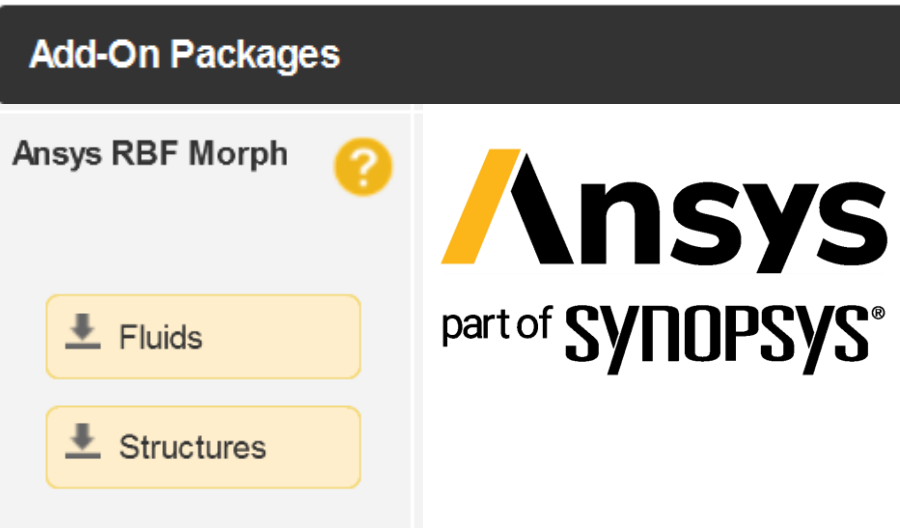 Add-On Packages
Ansys RBF Morph
?
Fluids
Structures
Ansys
part of SYNOPSYS®